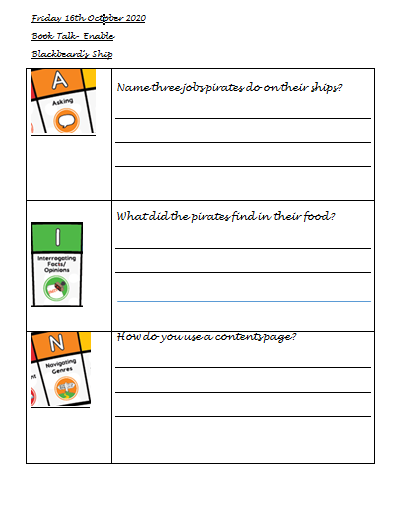 Friday 16th October 2020
Book Talk- Enable
Blackbeard's Ship
A
Asking
Name three jobs pirates do on their ships?
I
Interrogating
Facts/
Opinions
What did the pirates find in their food?
N
Navigating
Genres
nt
How do you use a contents page?